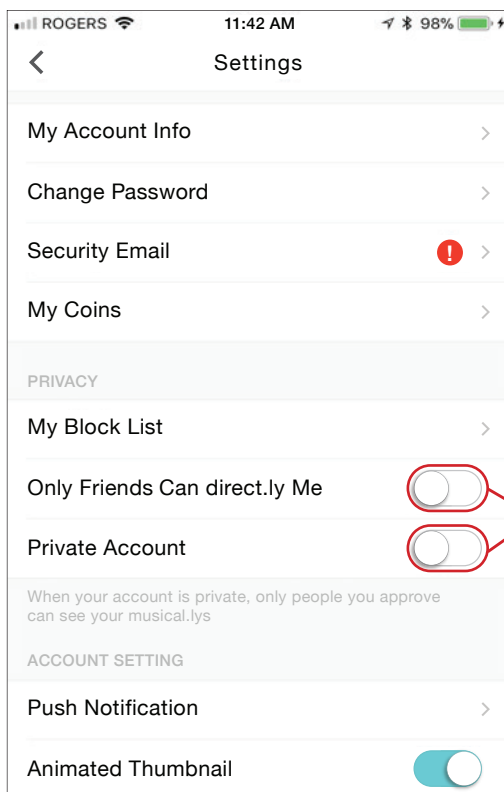 ROGERS 11:42 AM 98%
Settings
My Account Info
Change Password
Security Email
My Coins
PRIVACY
My Block List
Only Friends Can direct.ly Me
Private Account
When your account is private, only people you approve
can see your musical.lys
ACCOUNT SETTING
Push Notification
Animated Thumbnail